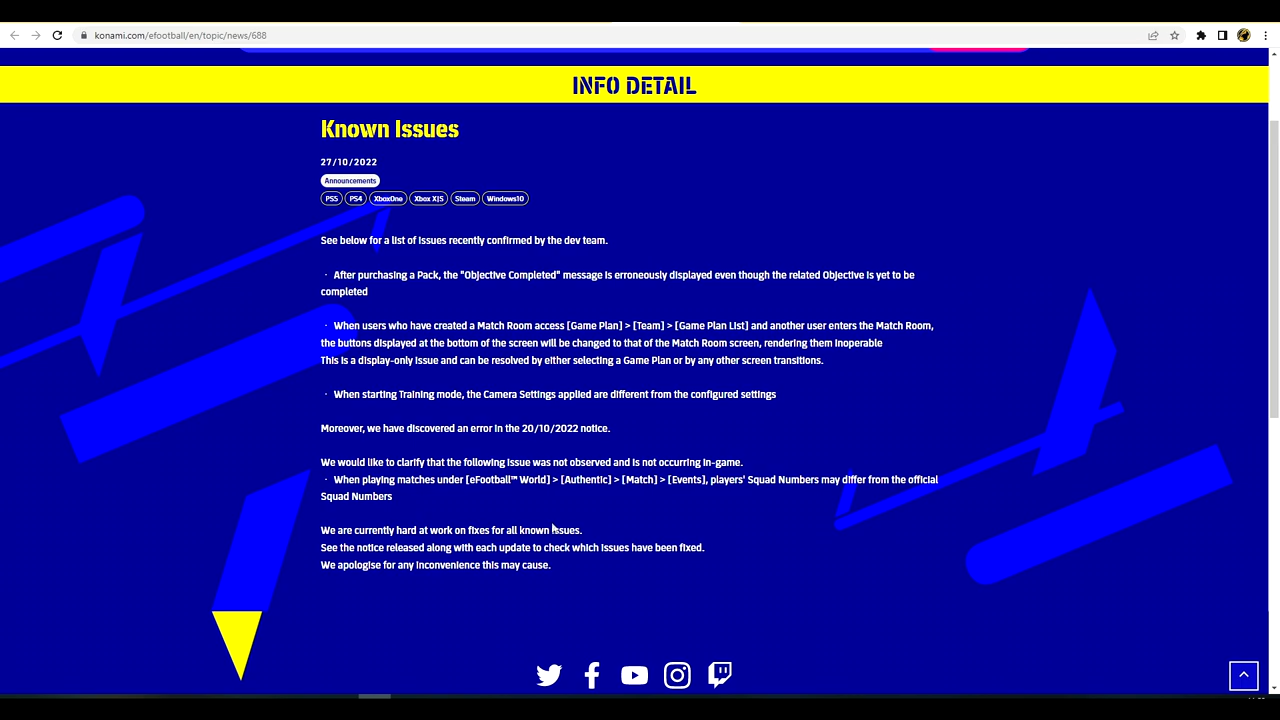 konami.com/efootball/en/topic/news/688
INFO DETAIL
Known Issues
27/10/2022
Announcements
PS5 PS4 XboxOne Xbox X|S Steam Windows10
See below for a list of issues recently confirmed by the dev team.
・ After purchasing a Pack, the "Objective Completed" message is erroneously displayed even though the related Objective is yet to be
completed
・ When users who have created a Match Room access [Game Plan] > [Team] > [Game Plan List] and another user enters the Match Room,
the buttons displayed at the bottom of the screen will be changed to that of the Match Room screen, rendering them inoperable
This is a display-only issue and can be resolved by either selecting a Game Plan or by any other screen transitions.
・ When starting Training mode, the Camera Settings applied are different from the configured settings
Moreover, we have discovered an error in the 20/10/2022 notice.
We would like to clarify that the following issue was not observed and is not occurring in-game.
・ When playing matches under [eFootball™ World] > [Authentic] > [Match] > [Events], players' Squad Numbers may differ from the official
Squad Numbers
We are currently hard at work on fixes for all known issues.
See the notice released along with each update to check which issues have been fixed.
We apologise for any inconvenience this may cause.